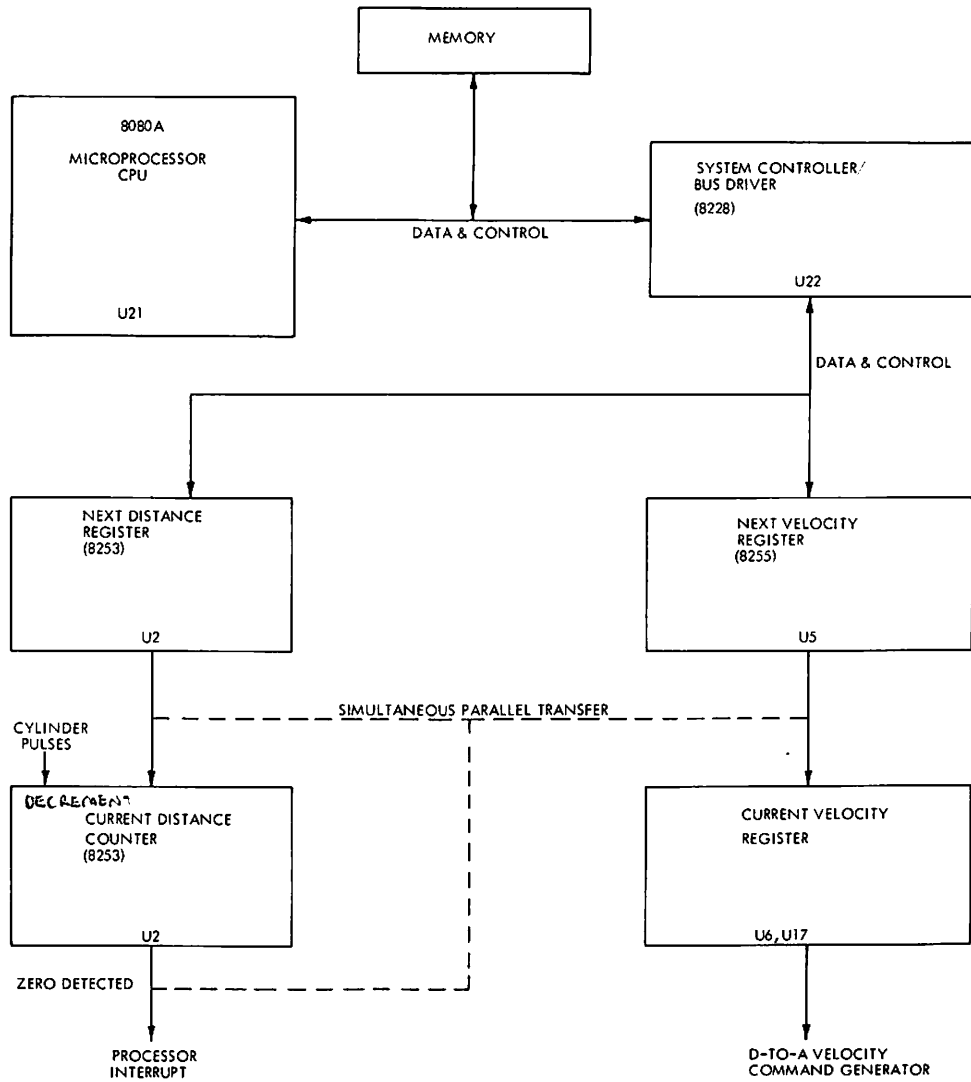 MEMORY
8080A
MICROPROCESSOR
CPU
U21
SYSTEM CONTROLLER/
BUS DRIVER
(8228)
U22
DATA & CONTROL
DATA & CONTROL
NEXT DISTANCE
REGISTER
(8253)
U2
NEXT VELOCITY
REGISTER
(8255)
U5
SIMULTANEOUS PARALLEL TRANSFER
CYLINDER
PULSES
DECREMENT
CURRENT DISTANCE
COUNTER
(8253)
U2
CURRENT VELOCITY
REGISTER
U6, U17
ZERO DETECTED
PROCESSOR
INTERRUPT
D-TO-A VELOCITY
COMMAND GENERATOR